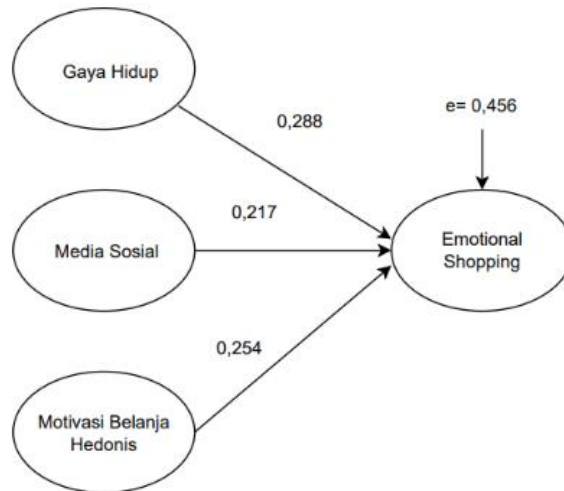 Gaya Hidup
0,288
e= 0,456
0,217
Media Sosial
Emotional
Shopping
0,254
Motivasi Belanja
Hedonis